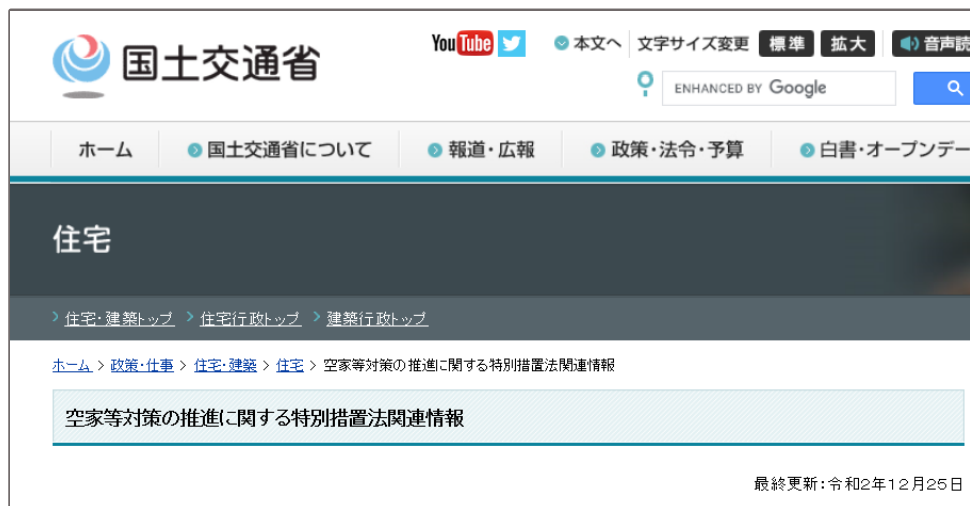 国土交通省
YouTube 本文へ 文字サイズ変更 標準 拡大 音声読
ENHANCED BY Google
ホーム 国土交通省について 報道・広報 政策・法令・予算 白書・オープンデー
住宅
住宅・建築トップ 住宅行政トップ 建築行政トップ
ホーム > 政策・仕事 > 住宅・建築 > 住宅 > 空家等対策の推進に関する特別措置法関連情報
空家等対策の推進に関する特別措置法関連情報
最終更新:令和2年12月25日